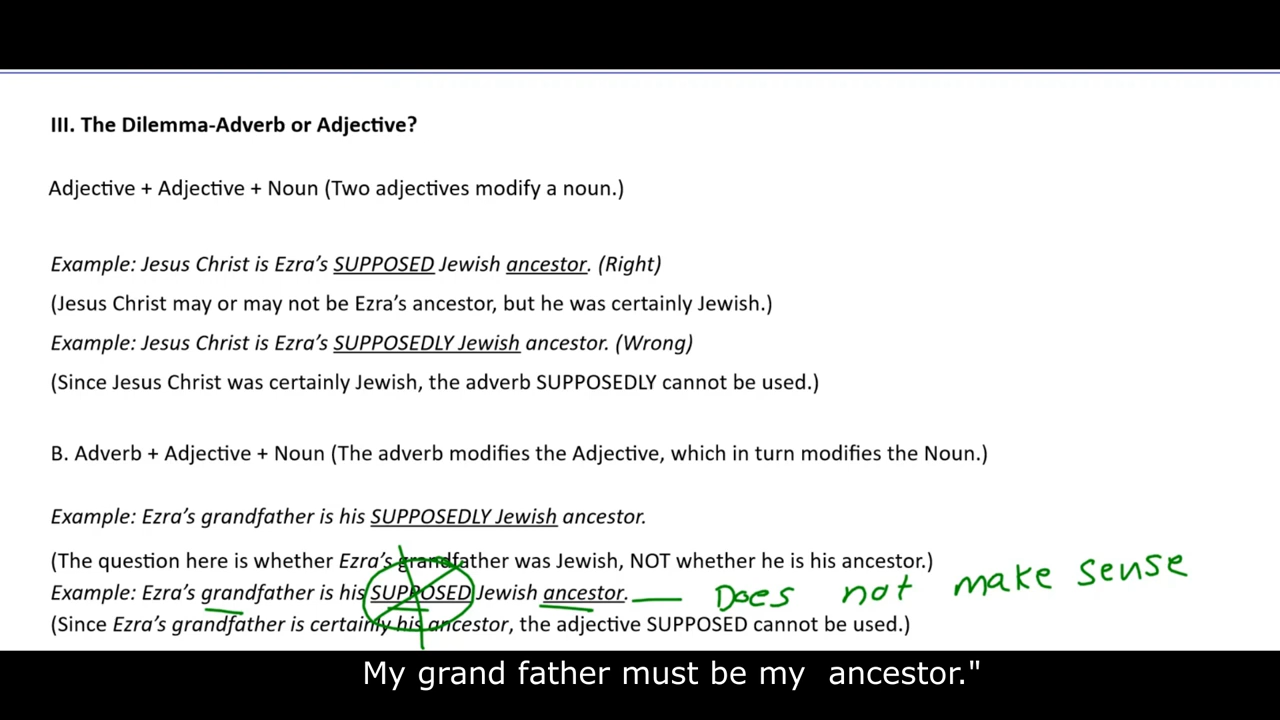 III. The Dilemma-Adverb or Adjective?
Adjective + Adjective + Noun (Two adjectives modify a noun.)
Example: Jesus Christ is Ezra’s SUPPOSED Jewish ancestor. (Right)
(Jesus Christ may or may not be Ezra’s ancestor, but he was certainly Jewish.)
Example: Jesus Christ is Ezra’s SUPPOSEDLY Jewish ancestor. (Wrong)
(Since Jesus Christ was certainly Jewish, the adverb SUPPOSEDLY cannot be used.)
B. Adverb + Adjective + Noun (The adverb modifies the Adjective, which in turn modifies the Noun.)
Example: Ezra’s grandfather is his SUPPOSEDLY Jewish ancestor.
(The question here is whether Ezra’s grandfather was Jewish, NOT whether he is his ancestor.)
Example: Ezra’s grandfather is his SUPPOSED Jewish ancestor. — Does not make sense
(Since Ezra’s grandfather is certainly his ancestor, the adjective SUPPOSED cannot be used.)
My grand father must be my ancestor."